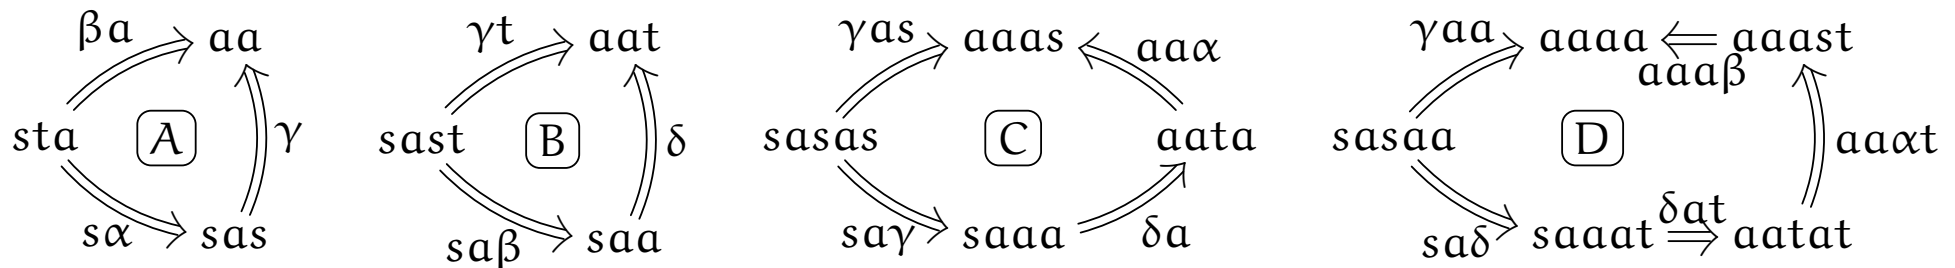 βa aa γt aat γas aaas aaα γaa aaaa aaast
aaaβ
sta A γ sast B δ sasas C aata sasaa D aaαt
sα sas saβ saa saγ saaa δa saδ saaat δat aatat